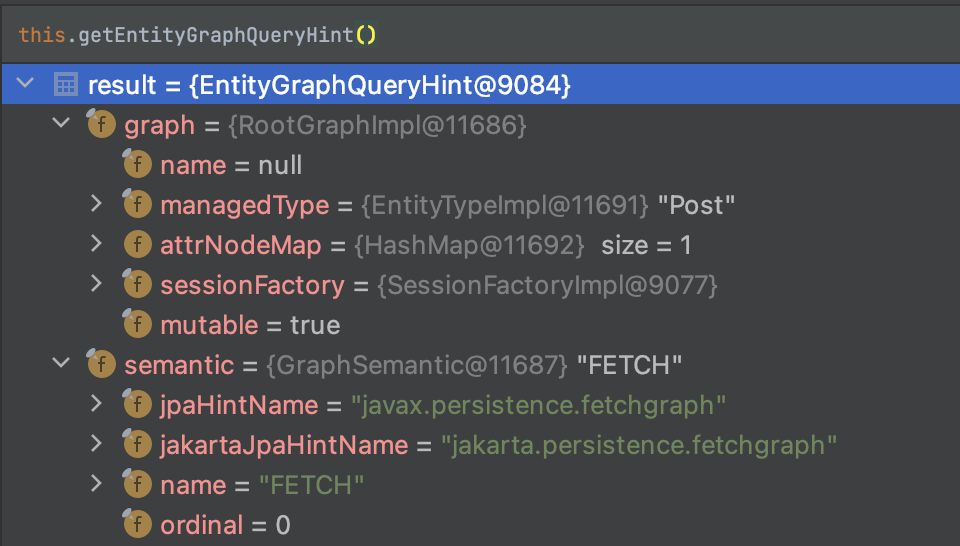 this.getEntityGraphQueryHint()
result = {EntityGraphQueryHint@9084}
f graph = {RootGraphImpl@11686}
f name = null
f managedType = {EntityTypeImpl@11691} "Post"
f attrNodeMap = {HashMap@11692} size = 1
f sessionFactory = {SessionFactoryImpl@9077}
f mutable = true
f semantic = {GraphSemantic@11687} "FETCH"
f jpaHintName = "javax.persistence.fetchgraph"
f jakartaJpaHintName = "jakarta.persistence.fetchgraph"
f name = "FETCH"
f ordinal = 0